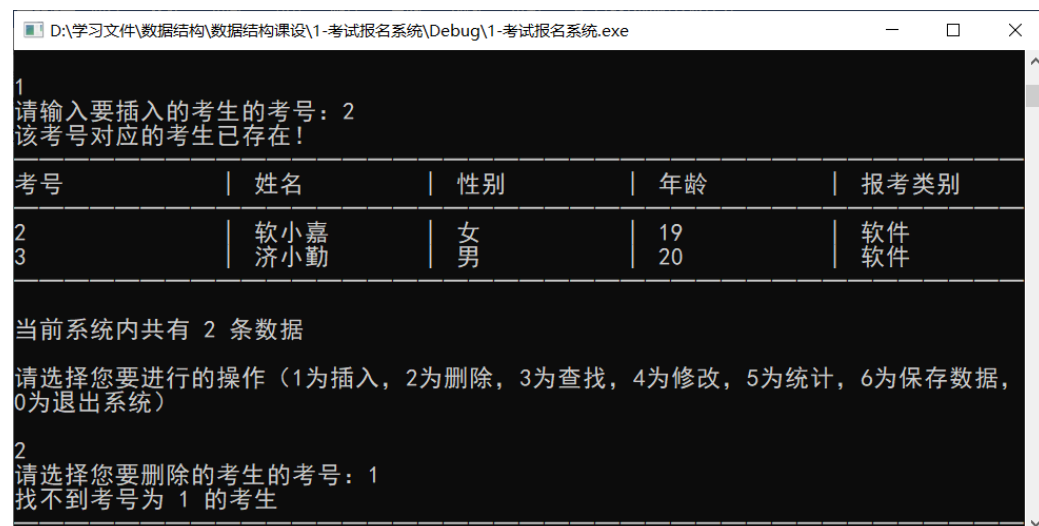 D:\学习文件\数据结构\数据结构课设\1-考试报名系统\Debug\1-考试报名系统.exe
1
请输入要插入的考生的考号：2
该考号对应的考生已存在！
考号 | 姓名 | 性别 | 年龄 | 报考类别
2 | 软小嘉 | 女 | 19 | 软件
3 | 济小勤 | 男 | 20 | 软件
当前系统内共有 2 条数据
请选择您要进行的操作（1为插入，2为删除，3为查找，4为修改，5为统计，6为保存数据，
0为退出系统）
2
请选择您要删除的考生的考号：1
找不到考号为 1 的考生